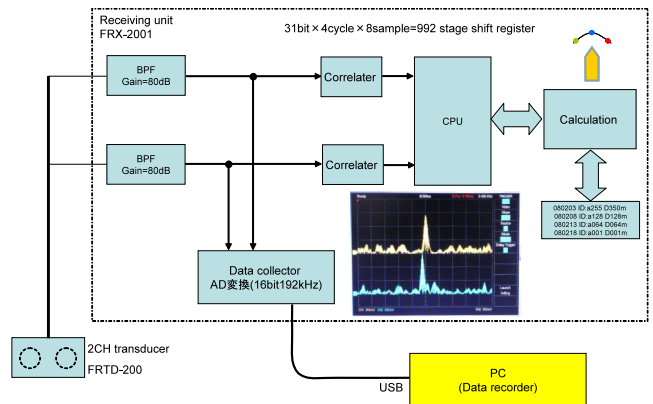 Receiving unit
FRX-2001
31bit × 4cycle × 8sample=992 stage shift register
BPF
Gain=80dB
Correlater
CPU
Calculation
BPF
Gain=80dB
Correlater
080203 ID:a255 D350m
080208 ID:a128 D128m
080213 ID:a064 D064m
080218 ID:a001 D001m
Data collector
AD変換(16bit192kHz)
2CH transducer
FRTD-200
USB
PC
(Data recorder)